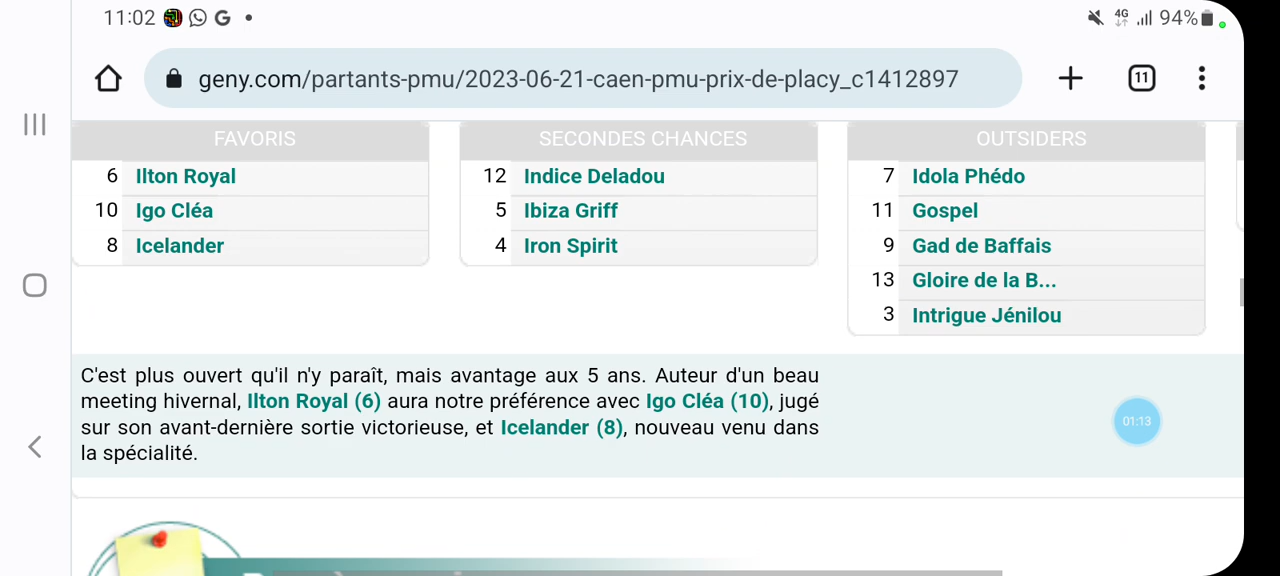 11:02
4G
94%
geny.com/partants-pmu/2023-06-21-caen-pmu-prix-de-placy_c1412897
11
FAVORIS
6 Ilton Royal
10 Igo Cléa
8 Icelander
SECONDES CHANCES
12 Indice Deladou
5 Ibiza Griff
4 Iron Spirit
OUTSIDERS
7 Idola Phédo
11 Gospel
9 Gad de Baffais
13 Gloire de la B...
3 Intrigue Jénilou
C'est plus ouvert qu'il n'y paraît, mais avantage aux 5 ans. Auteur d'un beau
meeting hivernal, Ilton Royal (6) aura notre préférence avec Igo Cléa (10), jugé
sur son avant-dernière sortie victorieuse, et Icelander (8), nouveau venu dans
la spécialité.
01:13